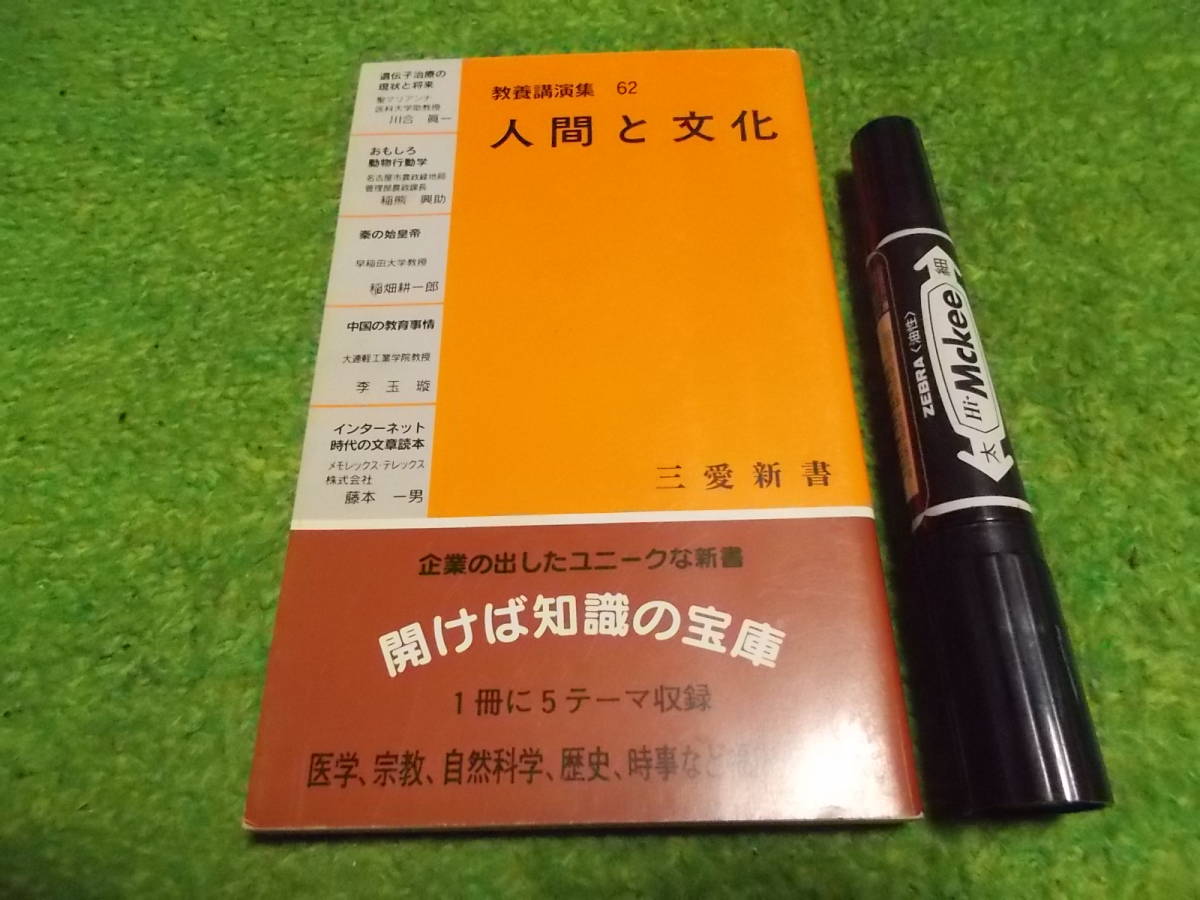 遺伝子治療の
現状と将来
聖マリアンナ
医科大学助教授
川合 眞一
おもしろ
動物行動学
名古屋市農政緑地局
管理部農政課長
稲熊 興助
秦の始皇帝
早稲田大学教授
稲畑耕一郎
中国の教育事情
大連軽工業学院教授
李 玉 璇
インターネット
時代の文章読本
メモレックス・テレックス
株式会社
藤本 一男
教養講演集 62
人間と文化
三愛新書
企業の出したユニークな新書
開けば知識の宝庫
1冊に5テーマ収録
医学、宗教、自然科学、歴史、時事など
ZEBRA〈油性〉
Hi-Mckee
細
太